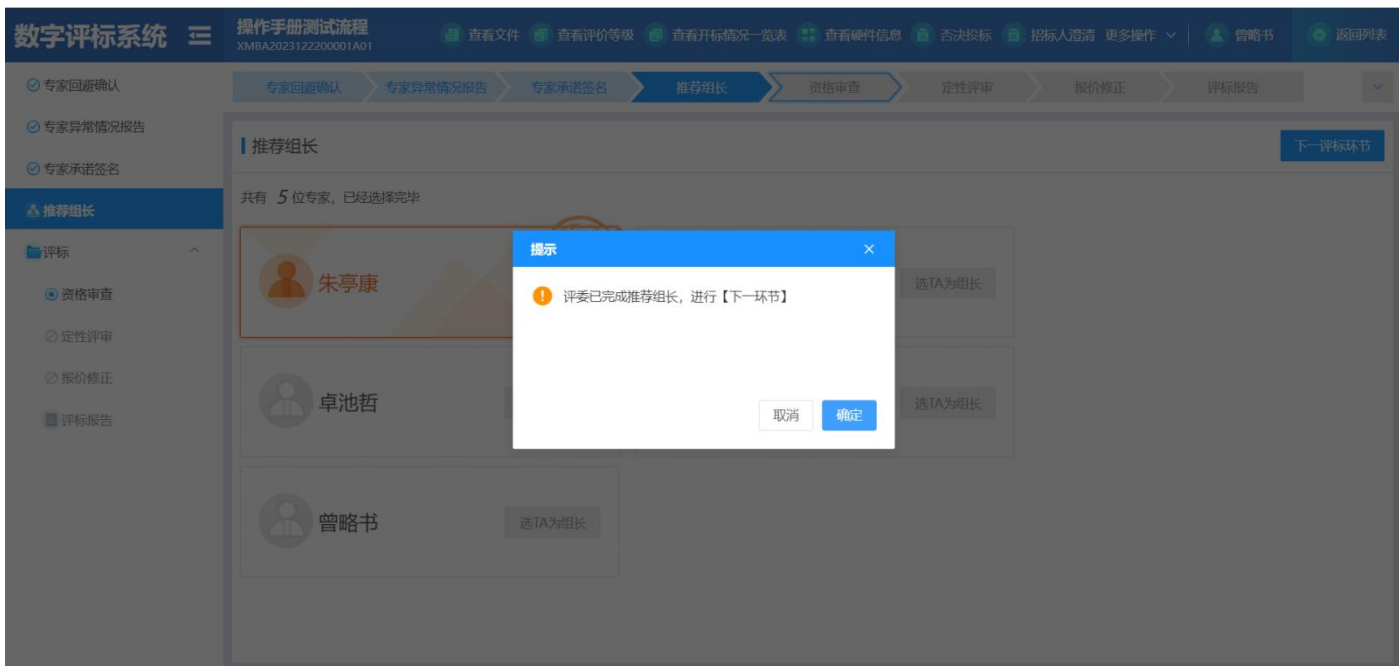 数字评标系统
操作手册测试流程
XMBA2023122200001A01
查看文件 查看评价等级 查看开标情况一览表 查看硬件信息 否决投标 招标人澄清 更多操作 曾略书 返回列表
专家回避确认
专家异常情况报告
专家承诺签名
推荐组长
评标
资格审查
定性评审
报价修正
评标报告
专家回避确认 专家异常情况报告 专家承诺签名 推荐组长 资格审查 定性评审 报价修正 评标报告
推荐组长
下一评标环节
共有 5 位专家，已经选择完毕
朱亭康
选TA为组长
卓池哲
选TA为组长
曾略书
选TA为组长
提示
评委已完成推荐组长，进行【下一环节】
取消 确定